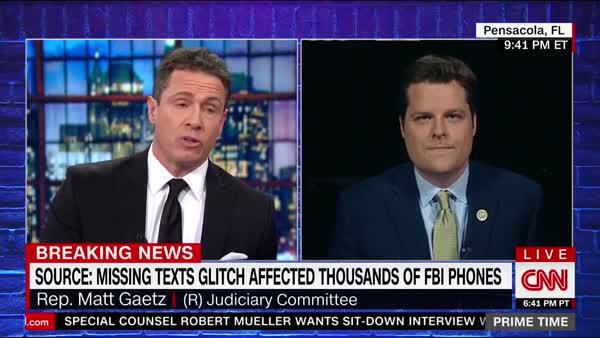 Pensacola, FL
9:41 PM ET
BREAKING NEWS
LIVE
SOURCE: MISSING TEXTS GLITCH AFFECTED THOUSANDS OF FBI PHONES
CNN
Rep. Matt Gaetz | (R) Judiciary Committee
6:41 PM PT
l.com SPECIAL COUNSEL ROBERT MUELLER WANTS SIT-DOWN INTERVIEW W
PRIME TIME